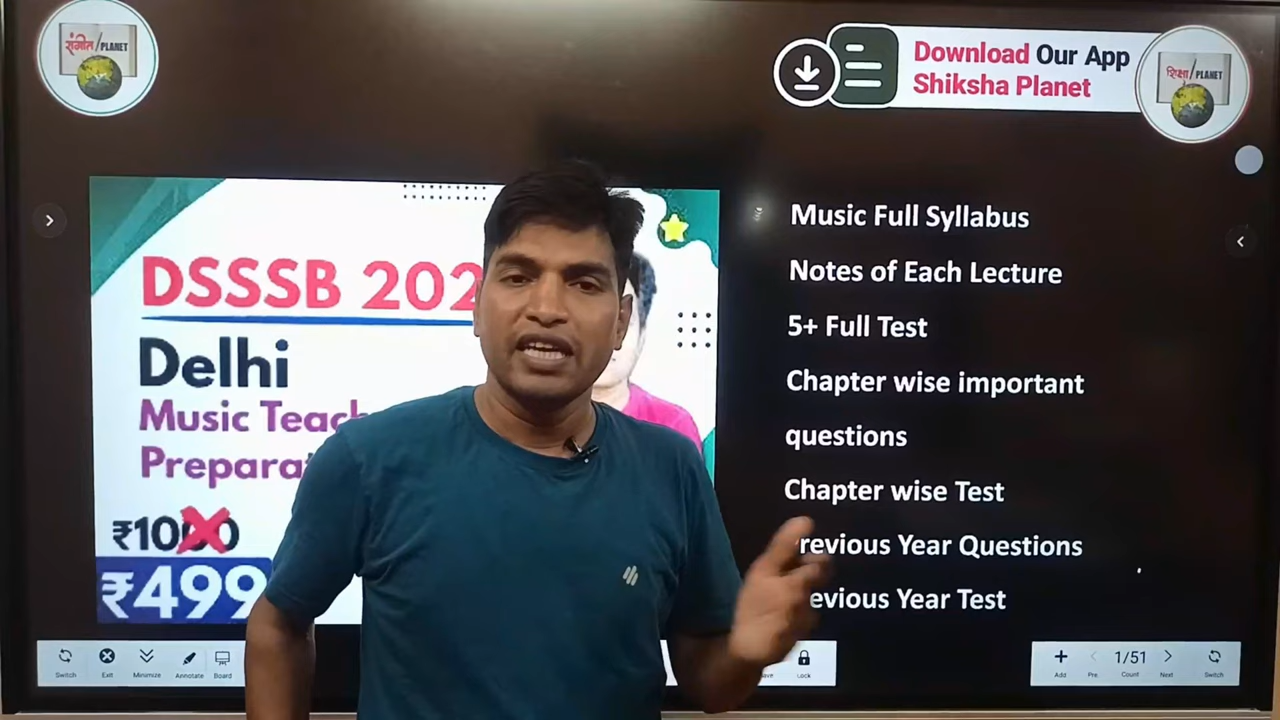 संगीत/PLANET
Download Our App
Shiksha Planet
शिक्षा/PLANET
DSSSB 202
Delhi
Music Teach
Prepara
₹1000
₹499
Music Full Syllabus
Notes of Each Lecture
5+ Full Test
Chapter wise important
questions
Chapter wise Test
revious Year Questions
evious Year Test
Switch
Exit
Minimize
Annotate
Board
Lock
Add
Pre
1/51
Count
Next
Switch